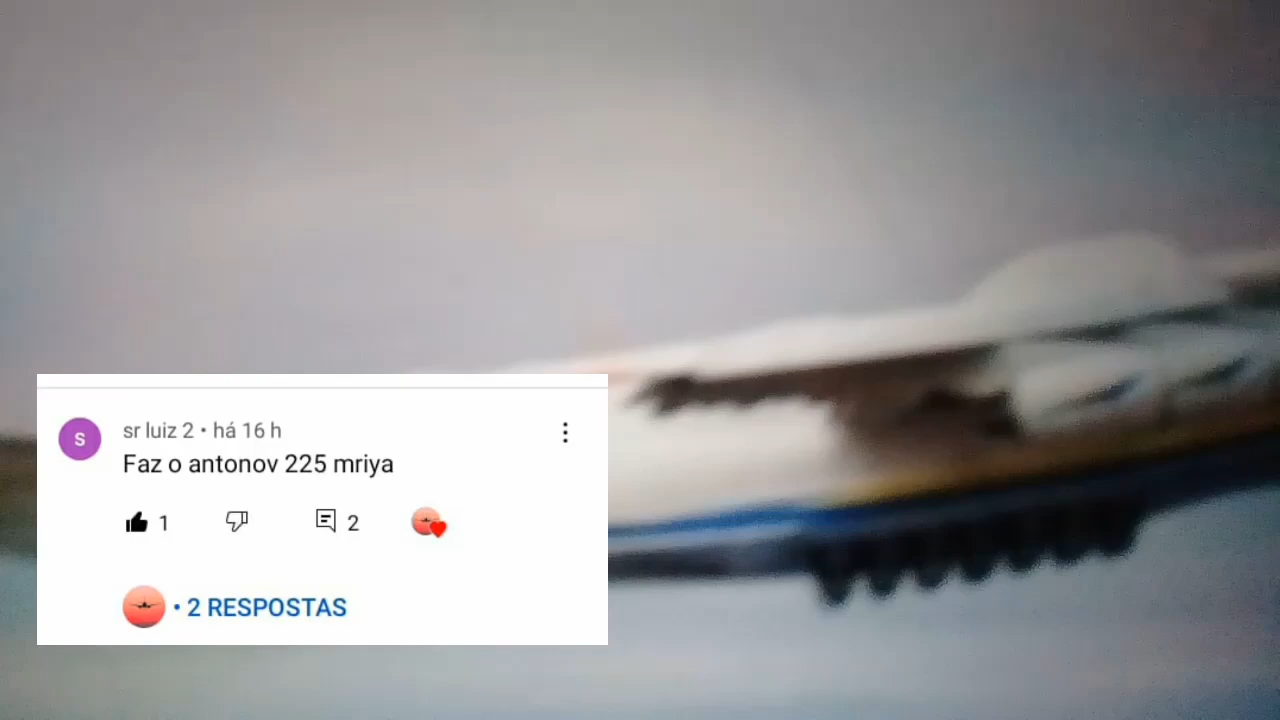 S
sr luiz 2 • há 16 h
Faz o antonov 225 mriya
1
2
• 2 RESPOSTAS